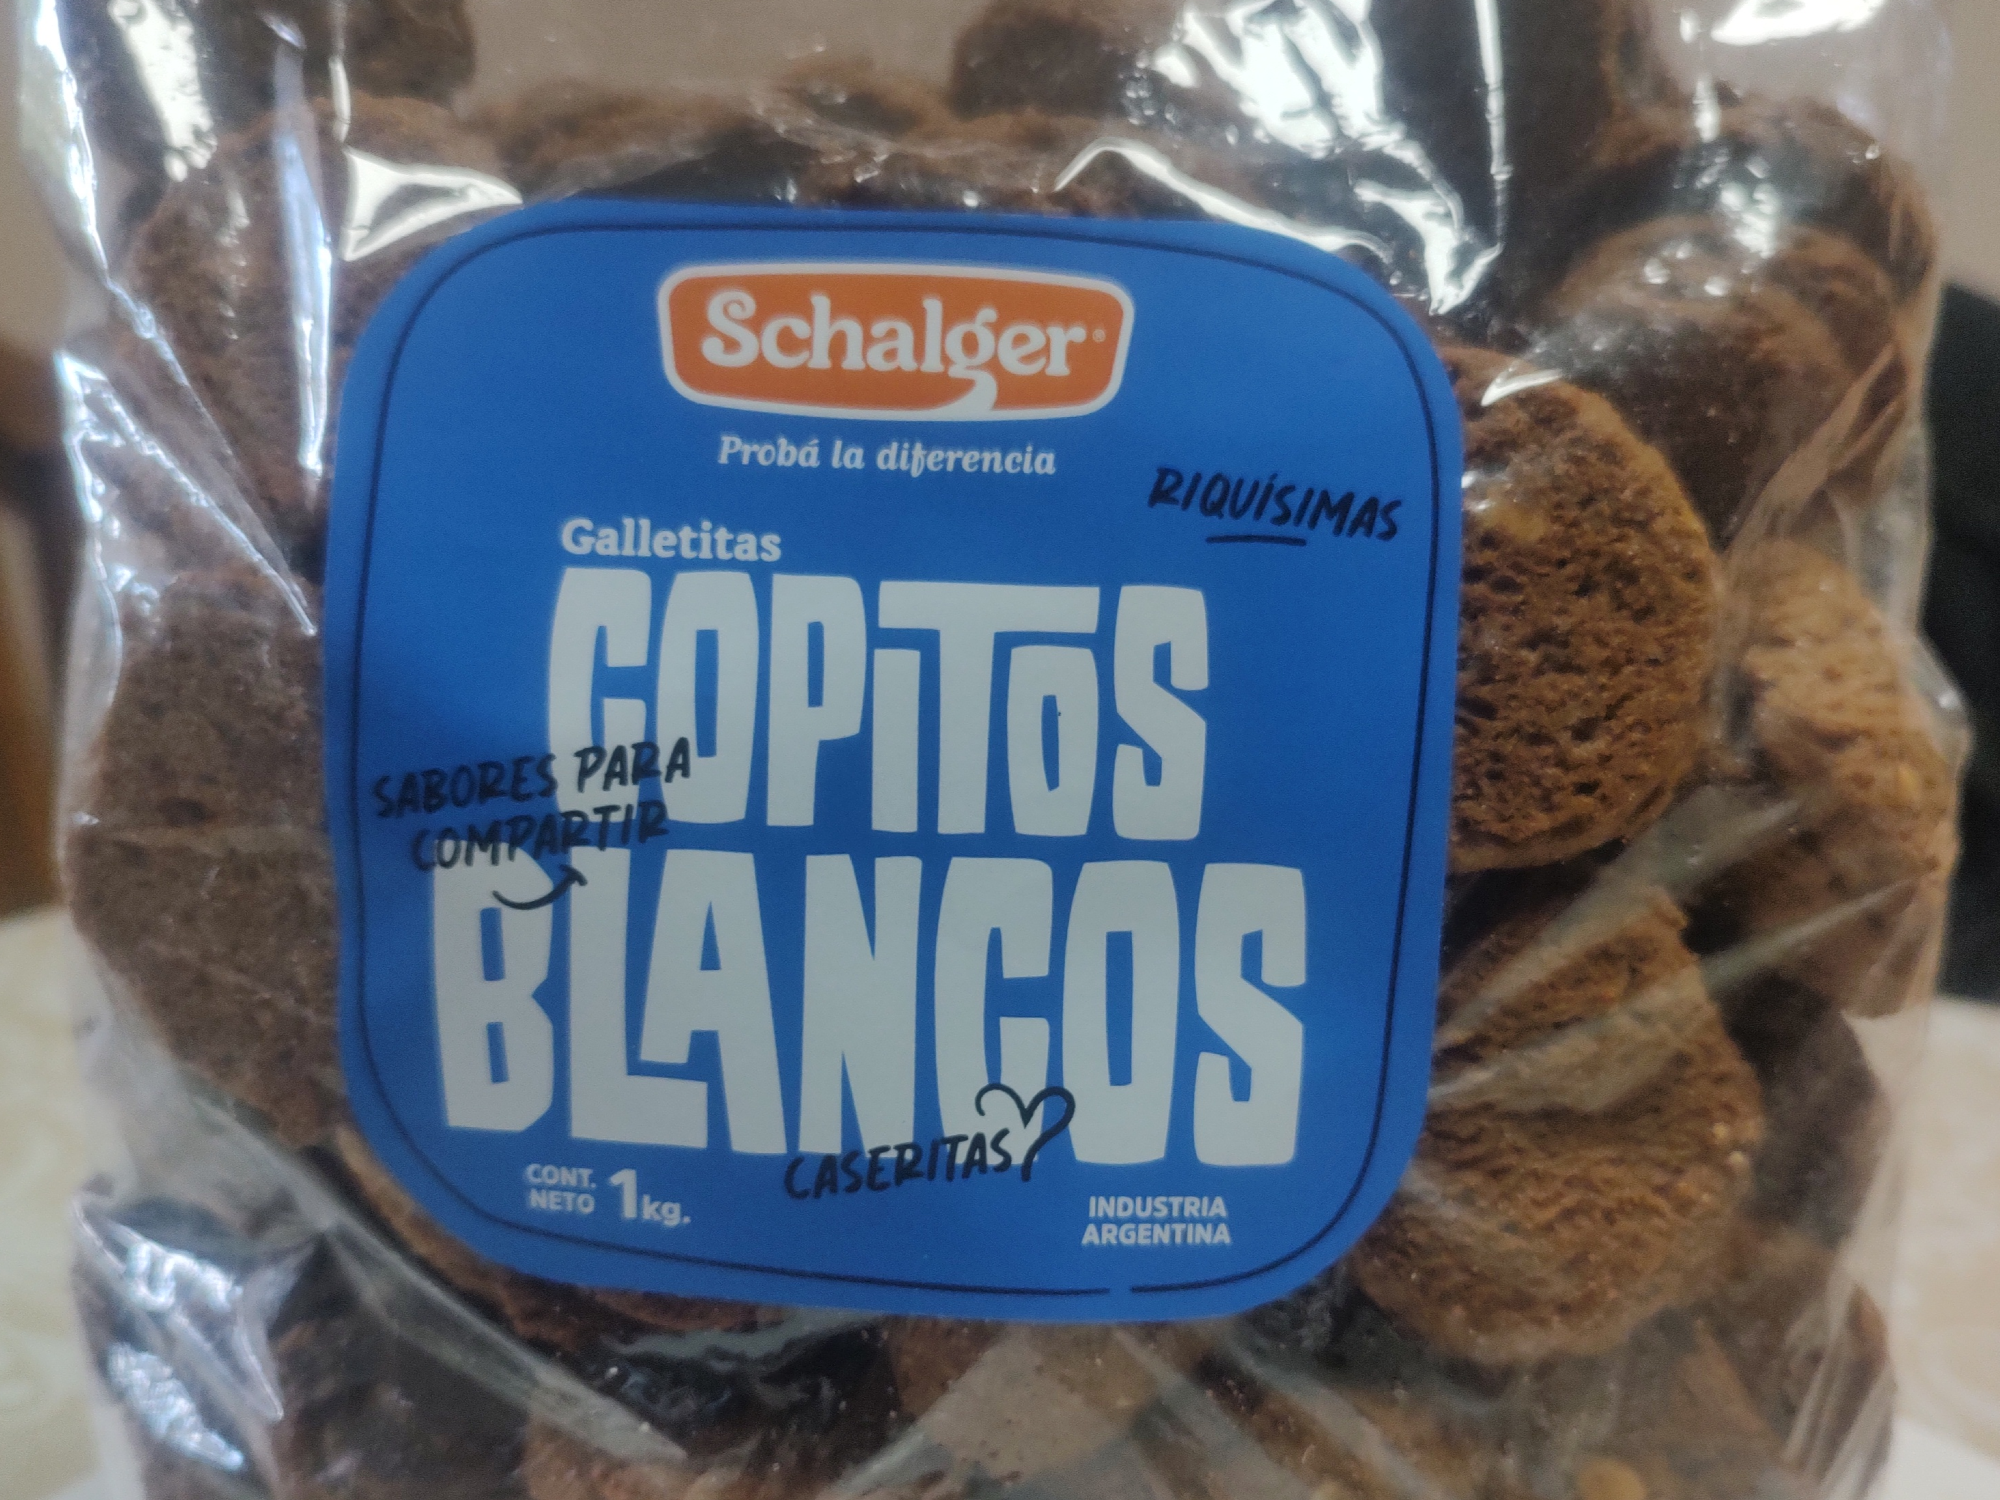 Schalger
Probá la diferencia
RIQUÍSIMAS
Galletitas
COPITOS
SABORES PARA
COMPARTIR
BLANCOS
CASERITAS
CONT.
NETO 1kg.
INDUSTRIA
ARGENTINA